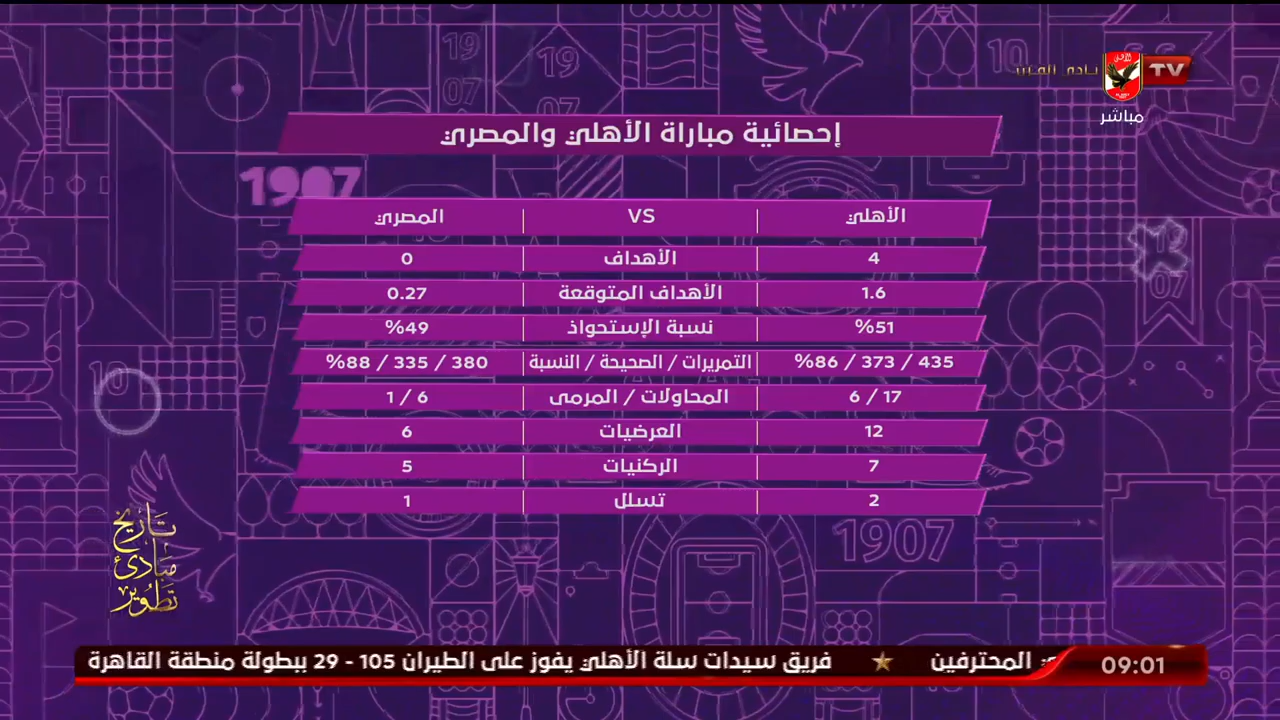 نادي القرن
TV
مباشر
إحصائية مباراة الأهلي والمصري
الأهلي VS المصري
4 الأهداف 0
1.6 الأهداف المتوقعة 0.27
%51 نسبة الإستحواذ %49
435 / 373 / 86% التمريرات / الصحيحة / النسبة 380 / 335 / 88%
17 / 6 المحاولات / المرمى 6 / 1
12 العرضيات 6
7 الركنيات 5
2 تسلل 1
1907
1907
تاريخ
مبادئ
تطوير
09:01
المحترفين ★ فريق سيدات سلة الأهلي يفوز على الطيران 105 - 29 ببطولة منطقة القاهرة